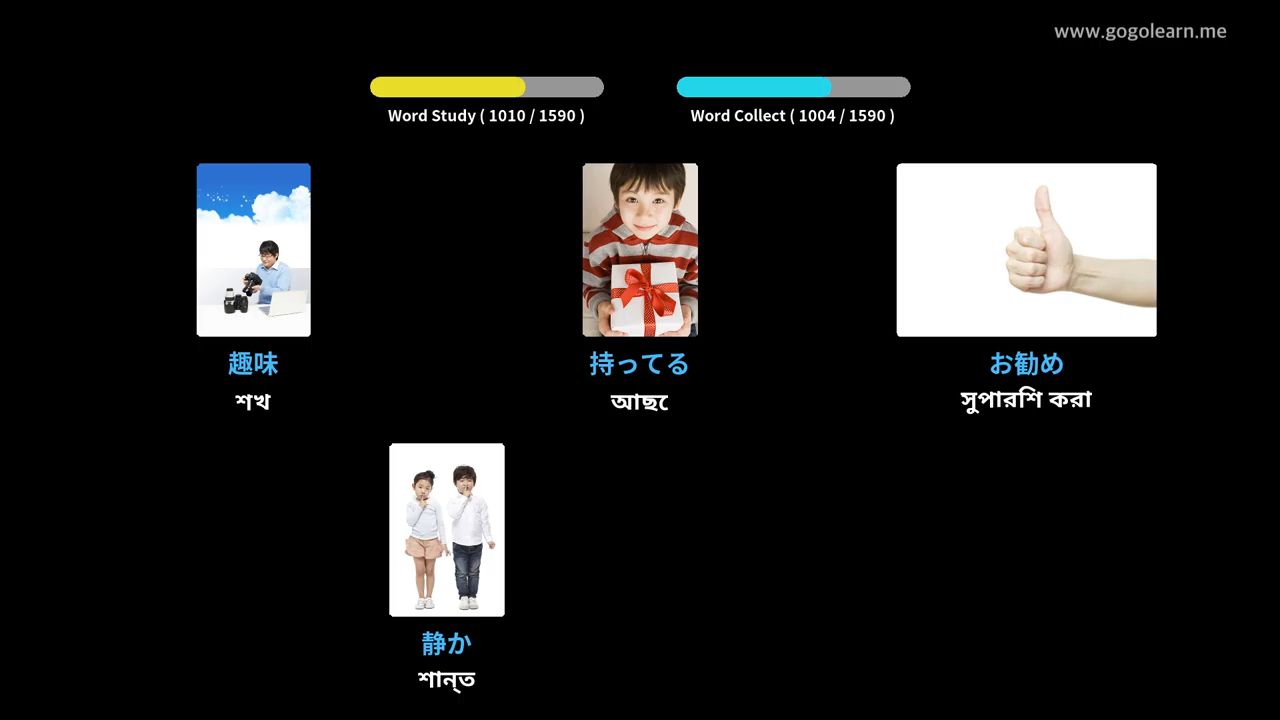 www.gogolearn.me
Word Study ( 1010 / 1590 )
Word Collect ( 1004 / 1590 )
趣味
শখ
持ってる
আছে
お勧め
সুপারিশ করা
静か
শান্ত